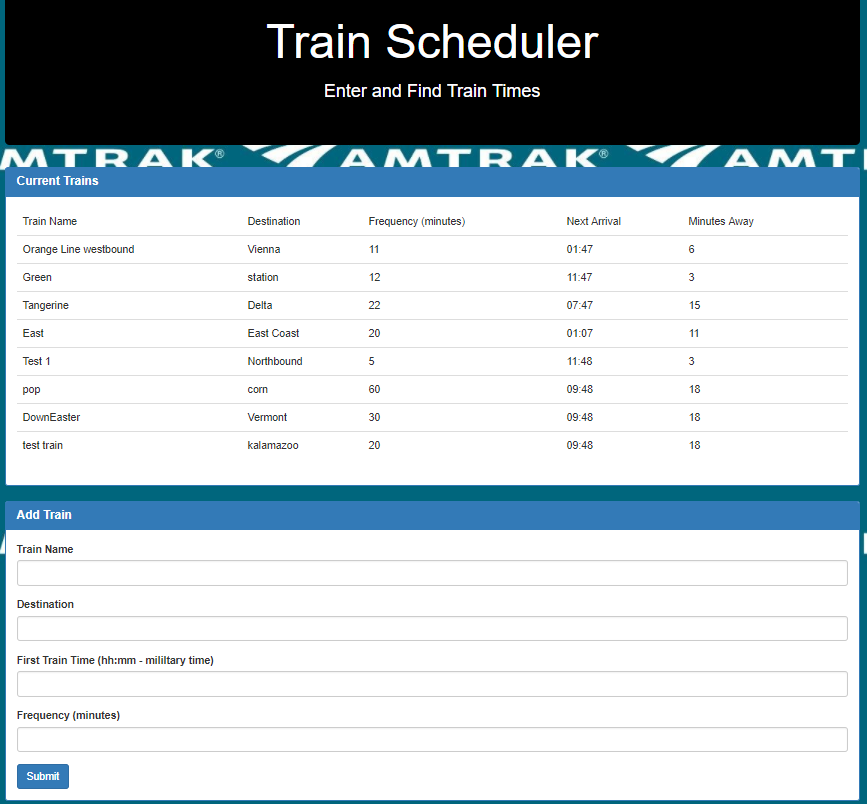 Train Scheduler
Enter and Find Train Times
MTRAK® AMTRAK® AMT
Current Trains
Train Name Destination Frequency (minutes) Next Arrival Minutes Away
Orange Line westbound Vienna 11 01:47 6
Green station 12 11:47 3
Tangerine Delta 22 07:47 15
East East Coast 20 01:07 11
Test 1 Northbound 5 11:48 3
pop corn 60 09:48 18
DownEaster Vermont 30 09:48 18
test train kalamazoo 20 09:48 18
Add Train
Train Name
Destination
First Train Time (hh:mm - mililtary time)
Frequency (minutes)
Submit